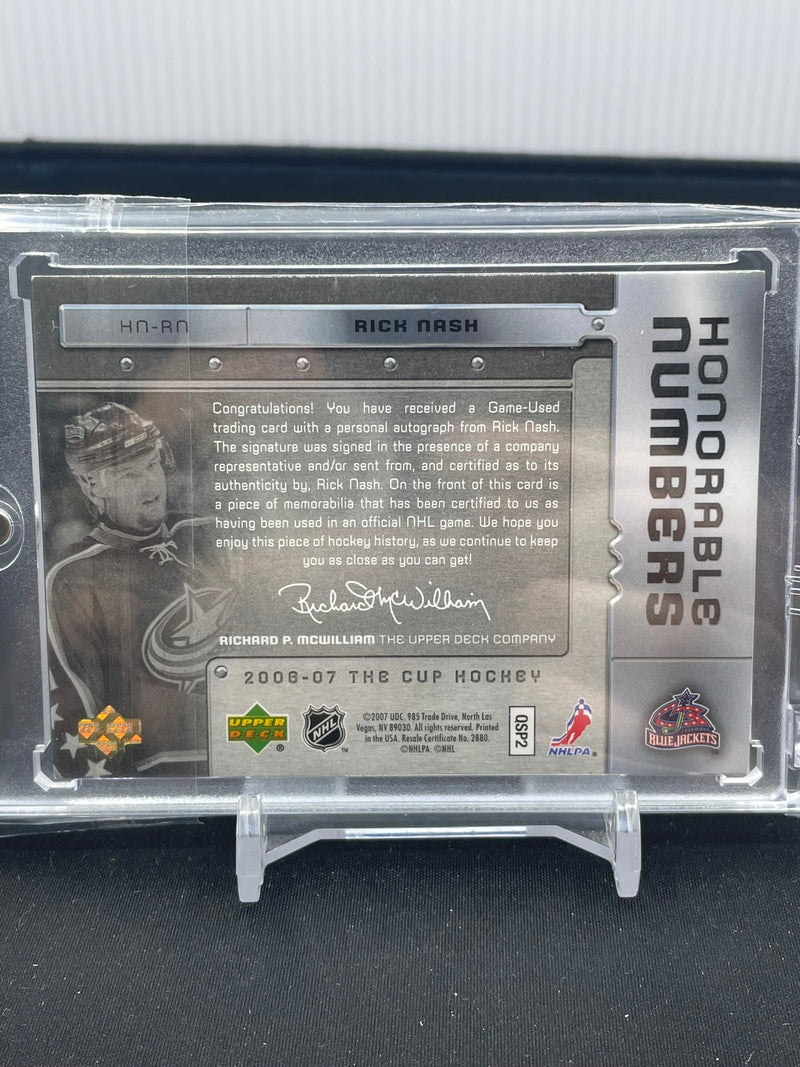 HN-RN
RICK NASH
HONORABLE
NUMBERS
Congratulations! You have received a Game-Used
trading card with a personal autograph from Rick Nash.
The signature was signed in the presence of a company
representative and/or sent from, and certified as to its
authenticity by, Rick Nash. On the front of this card is
a piece of memorabilia that has been certified to us as
having been used in an official NHL game. We hope you
enjoy this piece of hockey history, as we continue to keep
you as close as you can get!
Richard McWilliam
RICHARD P. MCWILLIAM THE UPPER DECK COMPANY
2006-07 THE CUP HOCKEY
UPPER
DECK
®
NHL
™
©2007 UDC. 985 Trade Drive, North Las
Vegas, NV 89030. All rights reserved. Printed
in the USA. Resale Certificate No. 2880.
©NHLPA. ©NHL
QSP2
NHLPA.
BLUE JACKETS